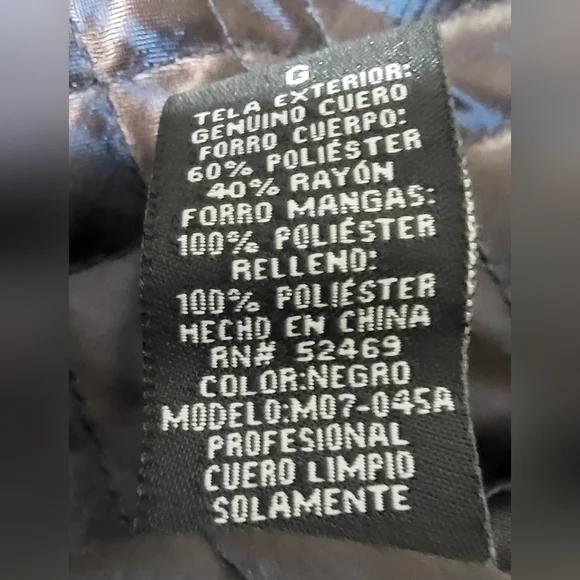 G
TELA EXTERIOR:
GENUINO CUERO
FORRO CUERPO:
60% POLIÉSTER
40% RAYÓN
FORRO MANGAS:
100% POLIÉSTER
RELLENO:
100% POLIÉSTER
HECHO EN CHINA
RN# 52469
COLOR:NEGRO
MODELO:M07-045A
PROFESIONAL
CUERO LIMPIO
SOLAMENTE